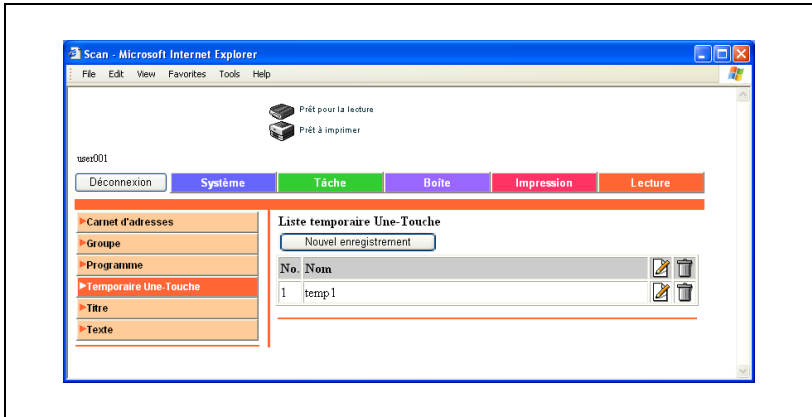 Scan - Microsoft Internet Explorer
File Edit View Favorites Tools Help
Prêt pour la lecture
Prêt à imprimer
user001
Déconnexion Système Tâche Boîte Impression Lecture
Carnet d'adresses
Groupe
Programme
Temporaire Une-Touche
Titre
Texte
Liste temporaire Une-Touche
Nouvel enregistrement
No. Nom
1 temp1